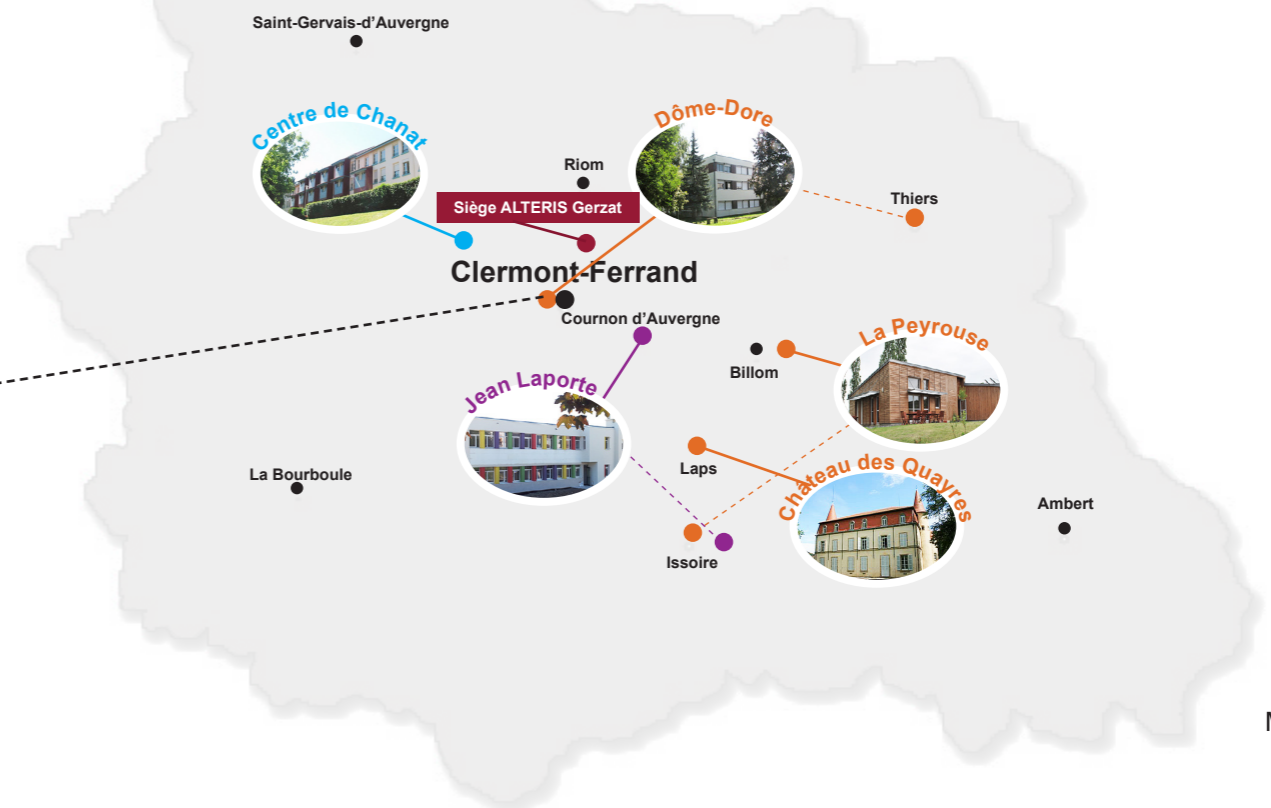 Saint-Gervais-d'Auvergne
Centre de Chanat
Dôme-Dore
Riom
Siège ALTERIS Gerzat
Thiers
Clermont-Ferrand
Cournon d'Auvergne
La Peyrouse
Billom
Jean Laporte
Laps
Château des Quayres
La Bourboule
Ambert
Issoire